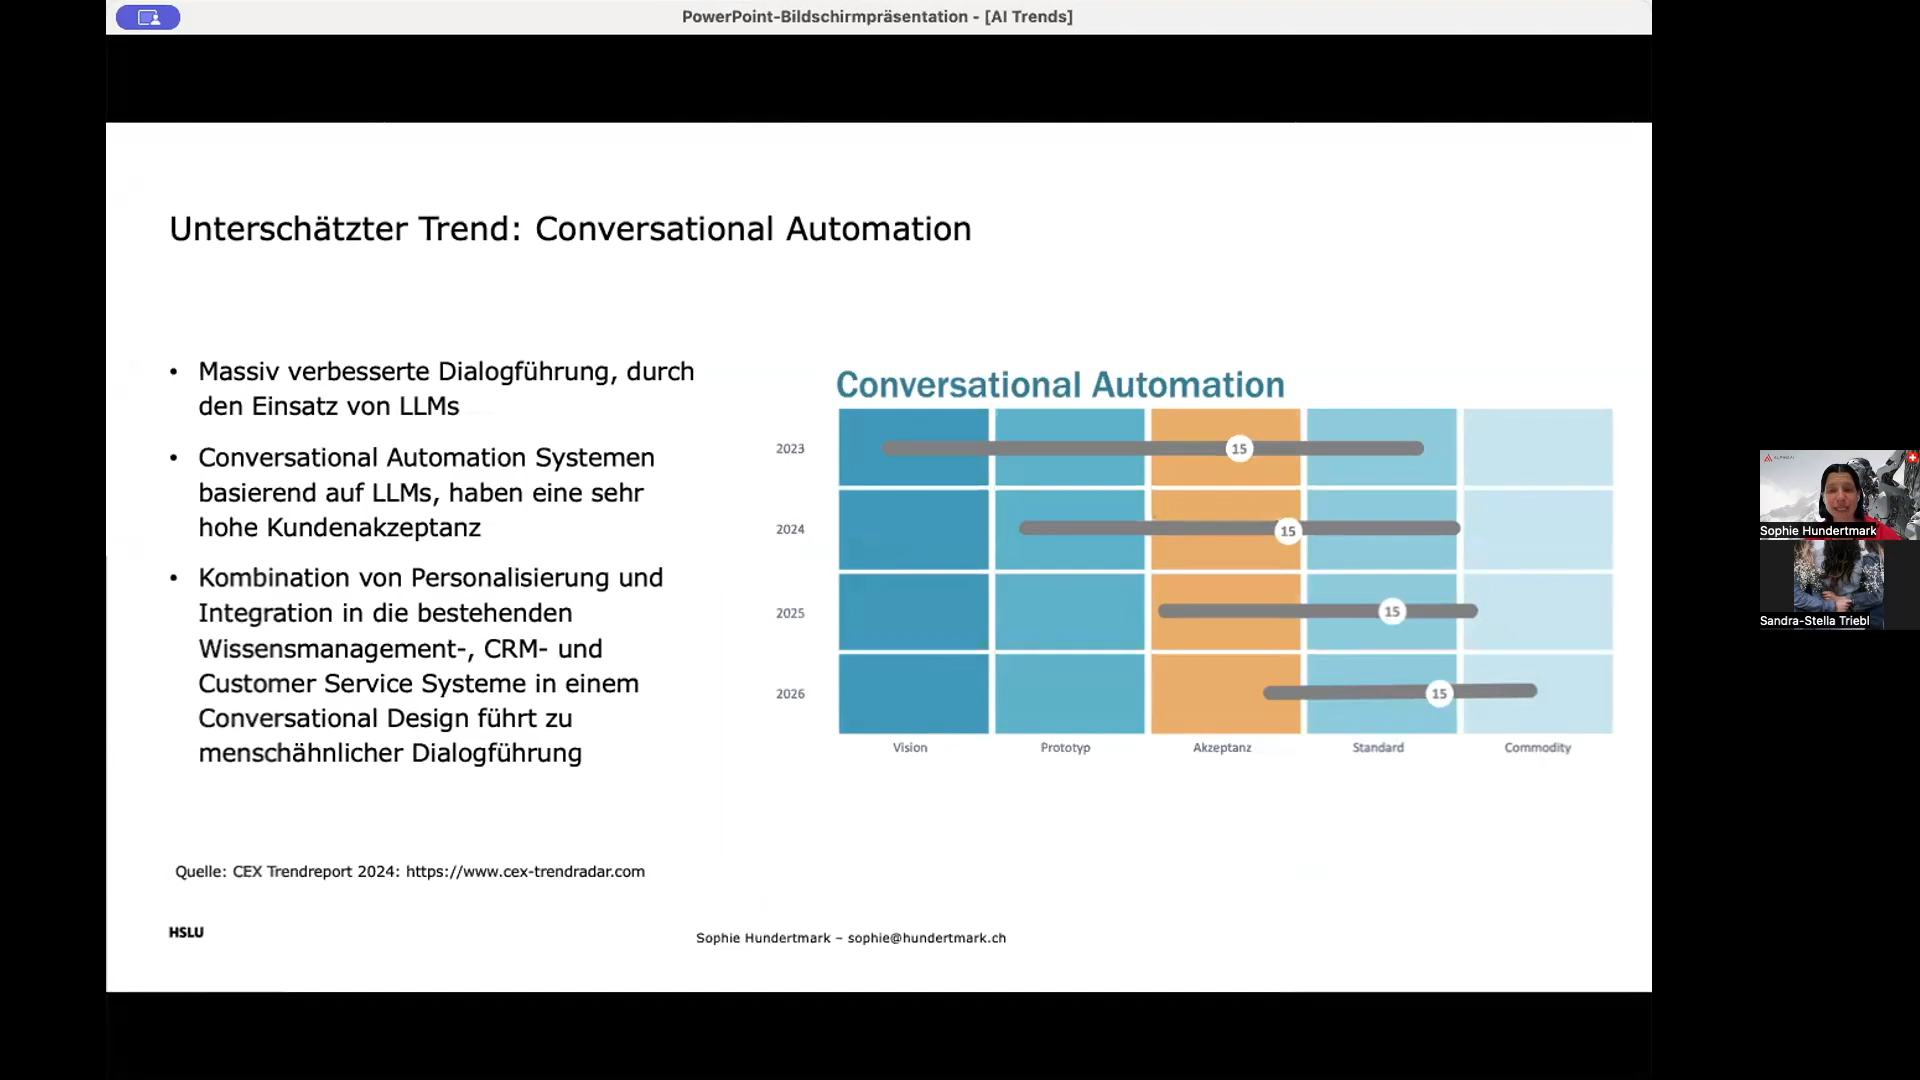 PowerPoint-Bildschirmpräsentation - [AI Trends]
Unterschätzter Trend: Conversational Automation
• Massiv verbesserte Dialogführung, durch
den Einsatz von LLMs
• Conversational Automation Systemen
basierend auf LLMs, haben eine sehr
hohe Kundenakzeptanz
• Kombination von Personalisierung und
Integration in die bestehenden
Wissensmanagement-, CRM- und
Customer Service Systeme in einem
Conversational Design führt zu
menschähnlicher Dialogführung
Conversational Automation
2023 15
2024 15
2025 15
2026 15
Vision Prototyp Akzeptanz Standard Commodity
Quelle: CEX Trendreport 2024: https://www.cex-trendradar.com
HSLU
Sophie Hundertmark – sophie@hundertmark.ch
Sophie Hundertmark
Sandra-Stella Triebl